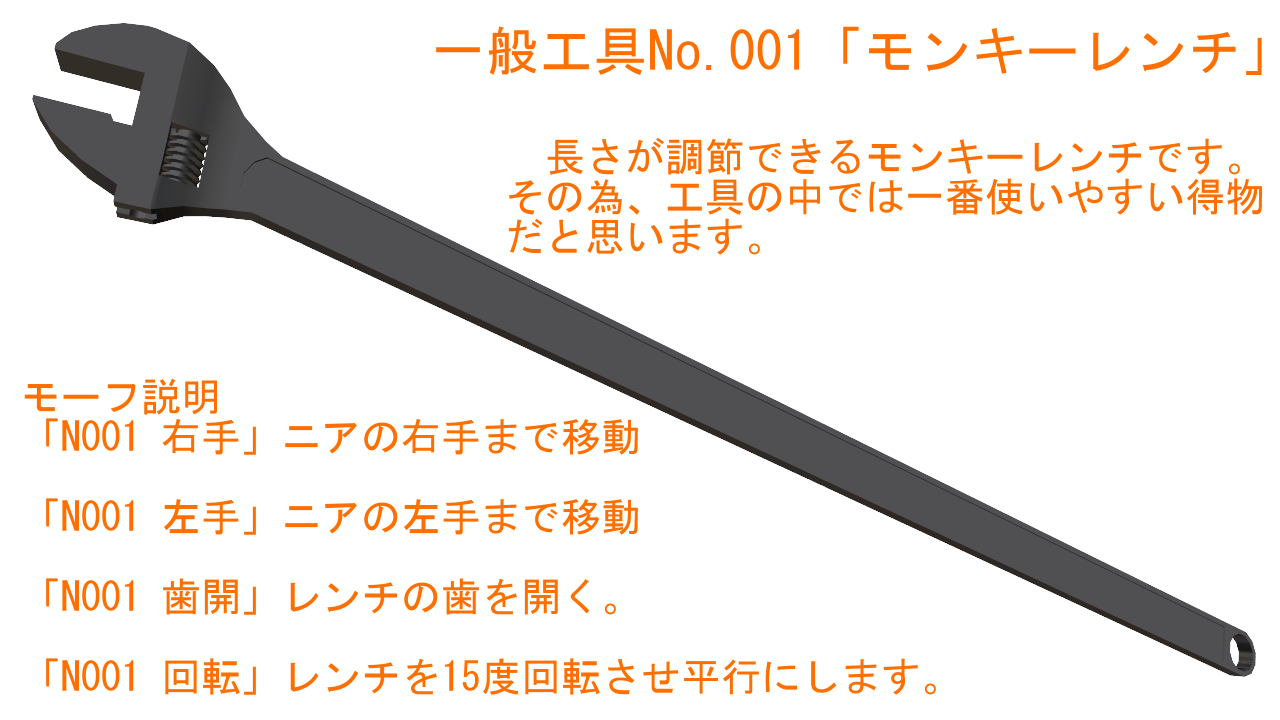 一般工具No.001「モンキーレンチ」
長さが調節できるモンキーレンチです。
その為、工具の中では一番使いやすい得物
だと思います。
モーフ説明
「N001 右手」ニアの右手まで移動
「N001 左手」ニアの左手まで移動
「N001 歯開」レンチの歯を開く。
「N001 回転」レンチを15度回転させ平行にします。